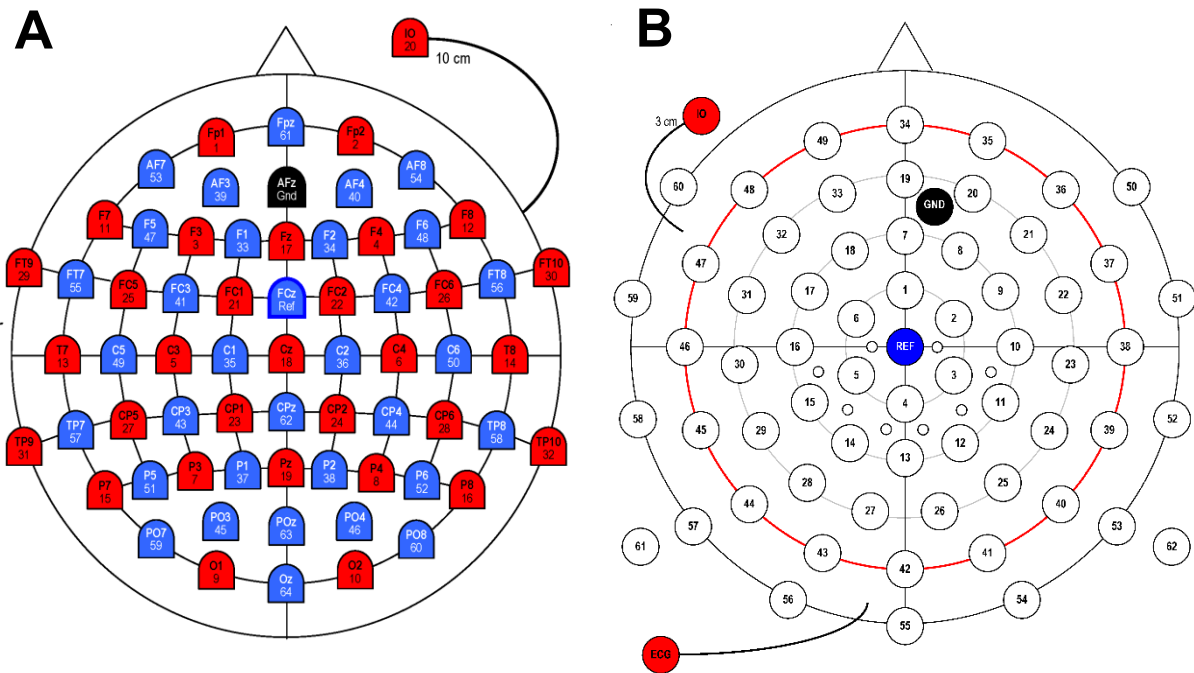 A
IO
20
10 cm
Fpz
61
Fp1
1
Fp2
2
AF7
53
AF8
54
AF3
39
AFz
Gnd
AF4
40
F7
11
F5
47
F3
3
F1
33
Fz
17
F2
34
F4
4
F6
48
F8
12
FT9
29
FT7
55
FC5
25
FC3
41
FC1
21
FCz
Ref
FC2
22
FC4
42
FC6
26
FT8
56
FT10
30
T7
13
C5
49
C3
5
C1
35
Cz
18
C2
36
C4
6
C6
50
T8
14
TP9
31
TP7
57
CP5
27
CP3
43
CP1
23
CPz
62
CP2
24
CP4
44
CP6
28
TP8
58
TP10
32
P7
15
P5
51
P3
7
P1
37
Pz
19
P2
38
P4
8
P6
52
P8
16
PO7
59
PO3
45
POz
63
PO4
46
PO8
60
O1
9
Oz
64
O2
10
B
IO
3 cm
34
49
35
60
48
33
19
20
36
50
GND
32
18
7
8
21
47
37
59
31
17
1
9
22
51
6
2
46
16
REF
10
38
30
5
3
23
58
45
15
4
11
39
52
29
14
12
24
13
28
25
44
40
27
26
57
53
61
43
42
41
62
56
54
55
ECG